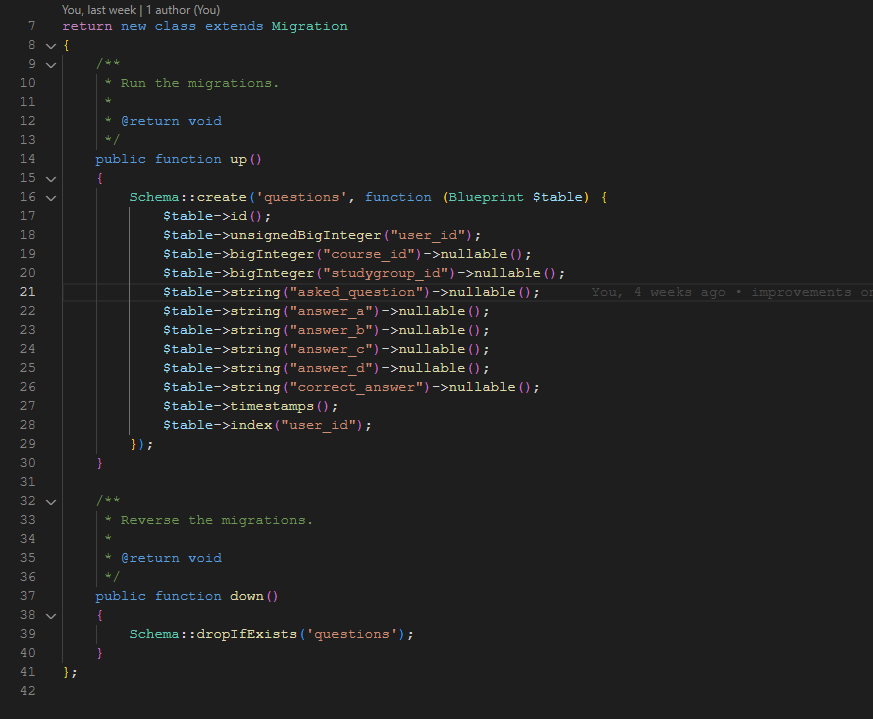 You, last week | 1 author (You)
7 return new class extends Migration
8 {
9 /**
10 * Run the migrations.
11 *
12 * @return void
13 */
14 public function up()
15 {
16 Schema::create('questions', function (Blueprint $table) {
17 $table->id();
18 $table->unsignedBigInteger("user_id");
19 $table->bigInteger("course_id")->nullable();
20 $table->bigInteger("studygroup_id")->nullable();
21 $table->string("asked_question")->nullable(); You, 4 weeks ago • improvements
22 $table->string("answer_a")->nullable();
23 $table->string("answer_b")->nullable();
24 $table->string("answer_c")->nullable();
25 $table->string("answer_d")->nullable();
26 $table->string("correct_answer")->nullable();
27 $table->timestamps();
28 $table->index("user_id");
29 });
30 }
31
32 /**
33 * Reverse the migrations.
34 *
35 * @return void
36 */
37 public function down()
38 {
39 Schema::dropIfExists('questions');
40 }
41 };
42